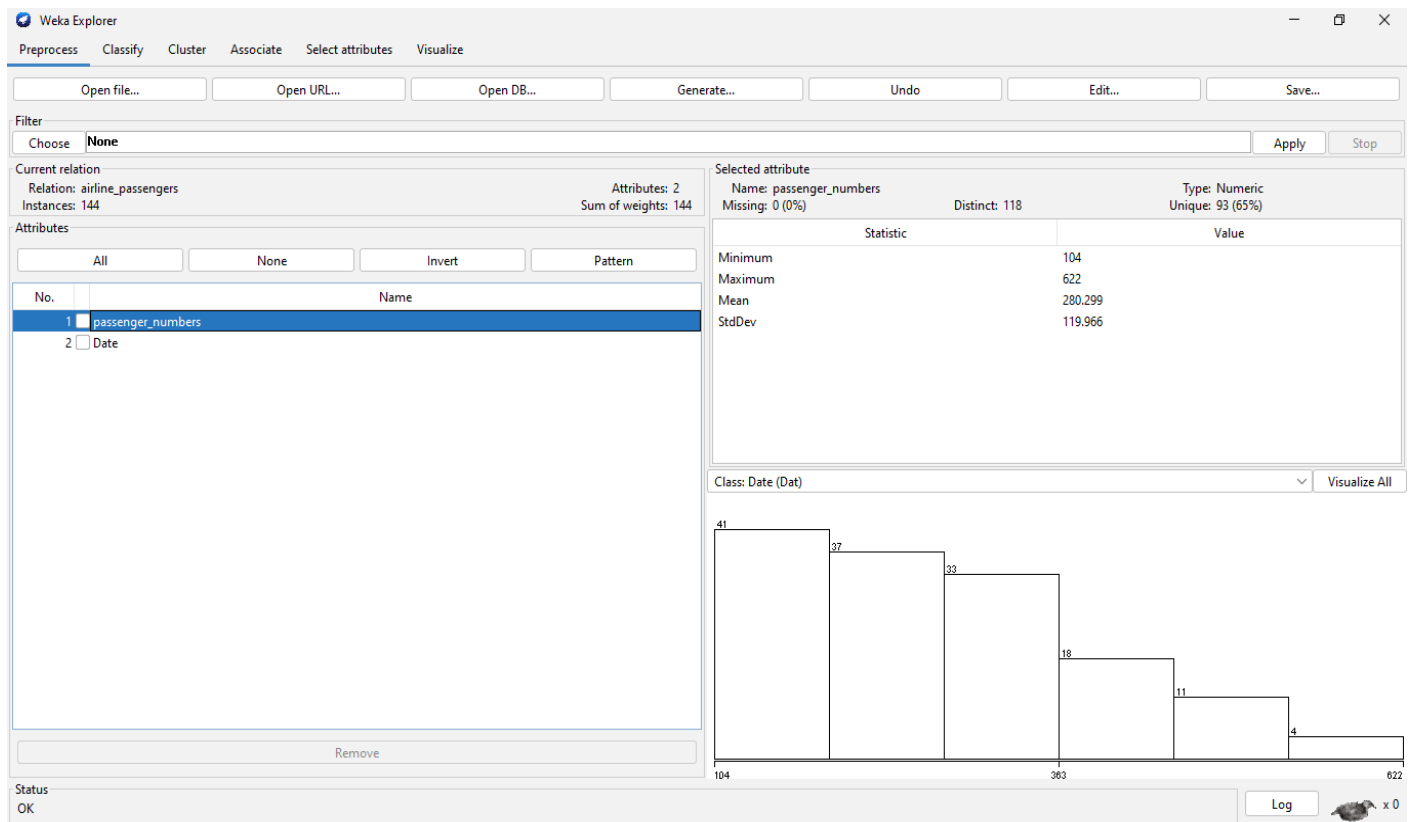 Weka Explorer
Preprocess Classify Cluster Associate Select attributes Visualize
Open file... Open URL... Open DB... Generate... Undo Edit... Save...
Filter
Choose None Apply Stop
Current relation
Relation: airline_passengers Attributes: 2
Instances: 144 Sum of weights: 144
Attributes
All None Invert Pattern
No. Name
1 passenger_numbers
2 Date
Remove
Selected attribute
Name: passenger_numbers Type: Numeric
Missing: 0 (0%) Distinct: 118 Unique: 93 (65%)
Statistic Value
Minimum 104
Maximum 622
Mean 280.299
StdDev 119.966
Class: Date (Dat) Visualize All
41
37
33
18
11
4
104 363 622
Status
OK
Log x 0